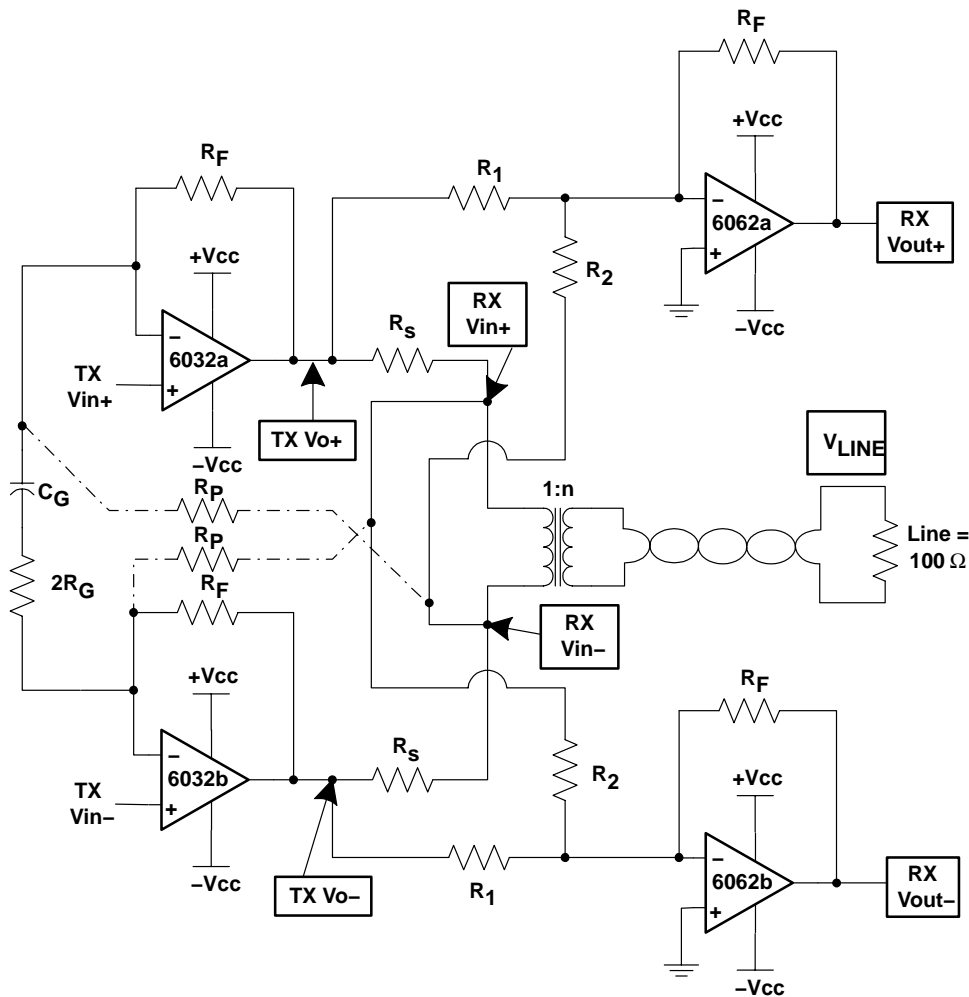 RF
+Vcc
R1
−
6062a
+
RX
Vout+
−Vcc
RF
+Vcc
R2
RX
Vin+
Rs
−
6032a
+
TX
Vin+
TX Vo+
−Vcc
VLINE
CG
RP
1:n
RP
Line =
100 Ω
2RG
RF
RX
Vin−
+Vcc
RF
Rs
−
6032b
+
TX
Vin−
R2
+Vcc
−Vcc
TX Vo−
R1
−
6062b
+
RX
Vout−
−Vcc